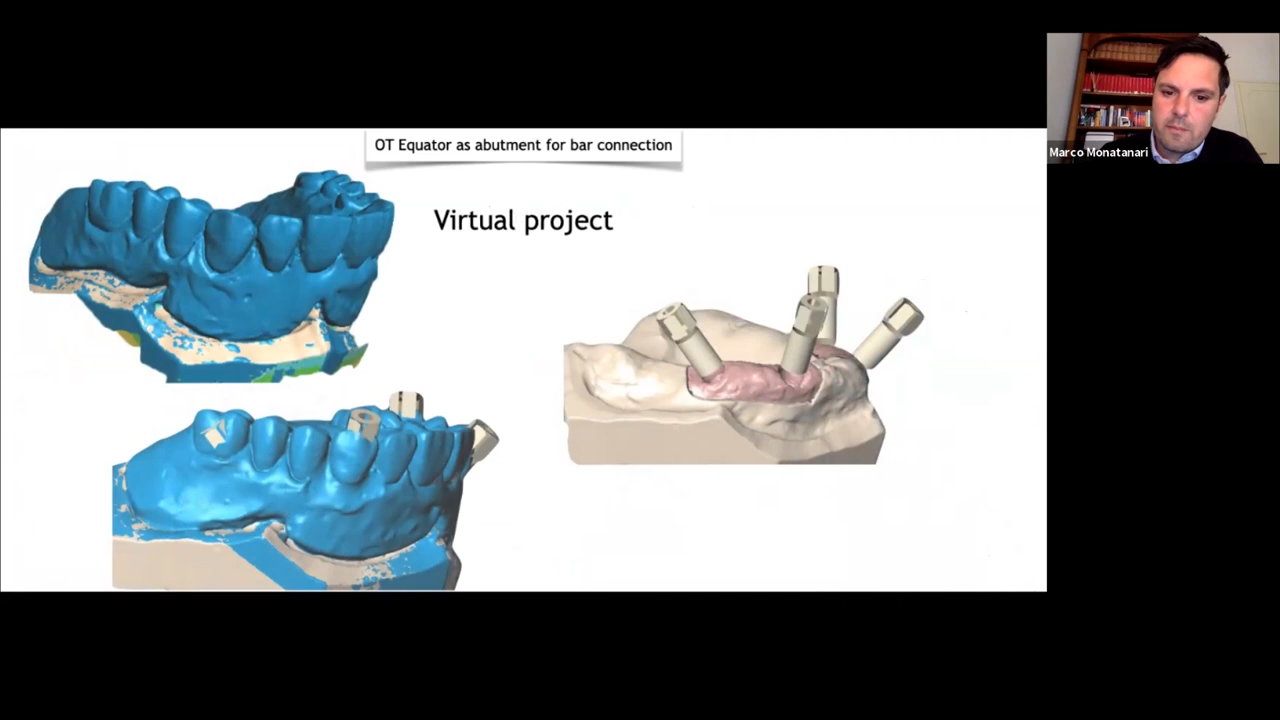 OT Equator as abutment for bar connection
Virtual project
Marco Monatanari